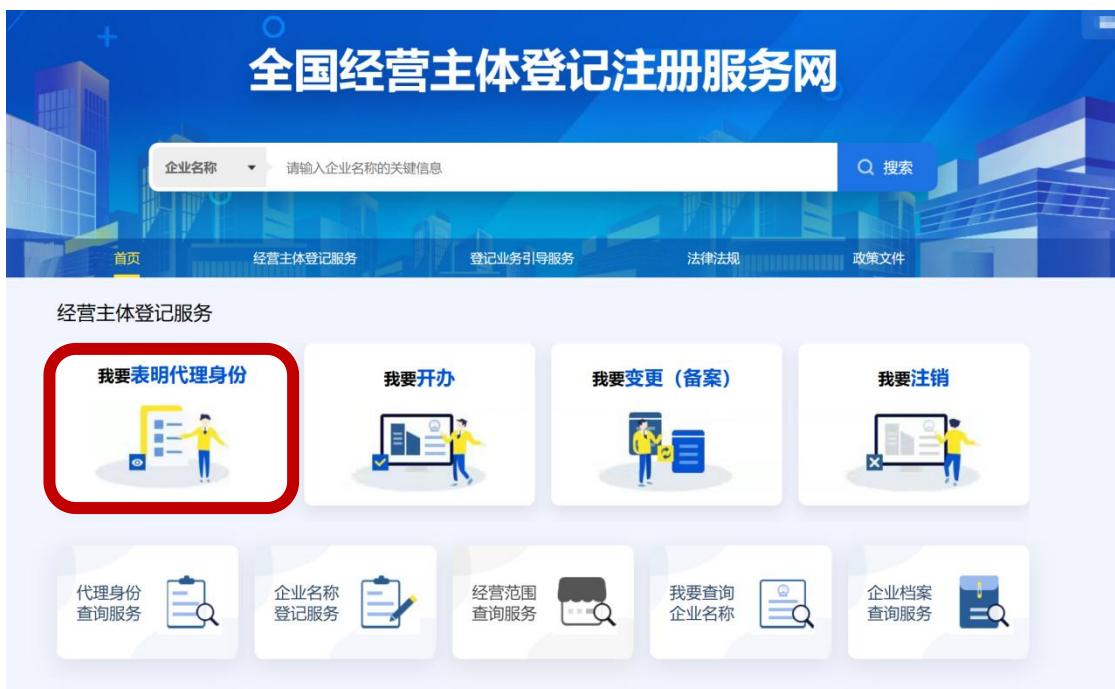 全国经营主体登记注册服务网
企业名称 请输入企业名称的关键信息 搜索
首页 经营主体登记服务 登记业务引导服务 法律法规 政策文件
经营主体登记服务
我要表明代理身份 我要开办 我要变更（备案） 我要注销
代理身份
查询服务
企业名称
登记服务
经营范围
查询服务
我要查询
企业名称
企业档案
查询服务